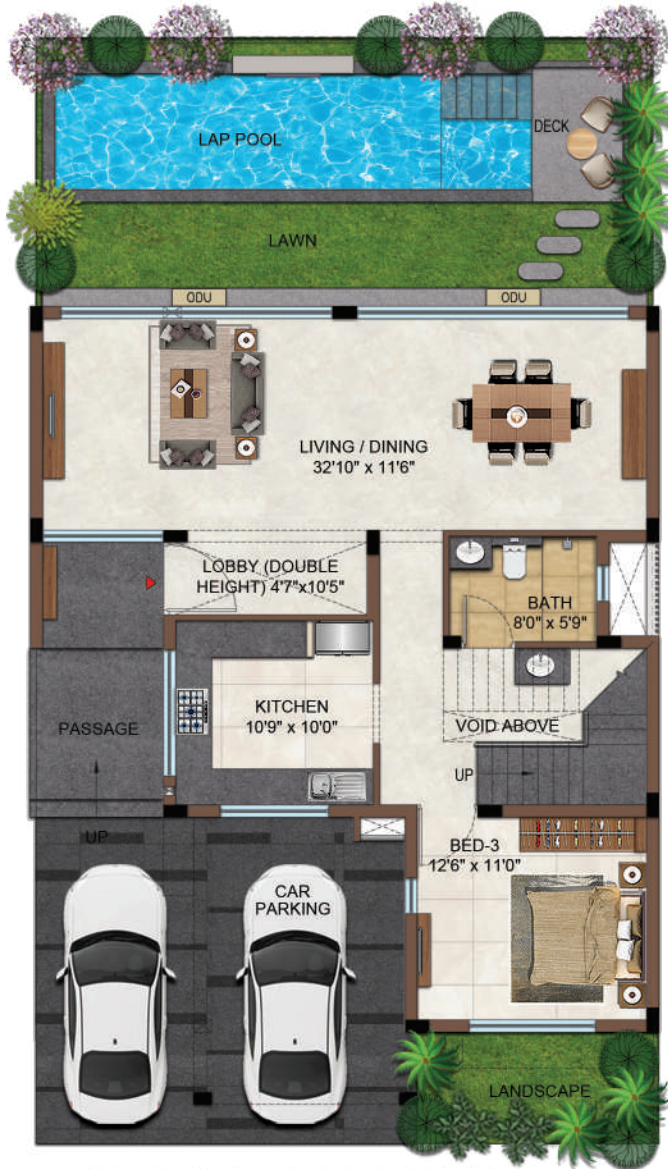 LAP POOL
DECK
LAWN
ODU
ODU
LIVING / DINING
32'10" x 11'6"
LOBBY (DOUBLE
HEIGHT) 4'7"x10'5"
BATH
8'0" x 5'9"
KITCHEN
10'9" x 10'0"
PASSAGE
VOID ABOVE
UP
UP
BED-3
12'6" x 11'0"
CAR
PARKING
LANDSCAPE